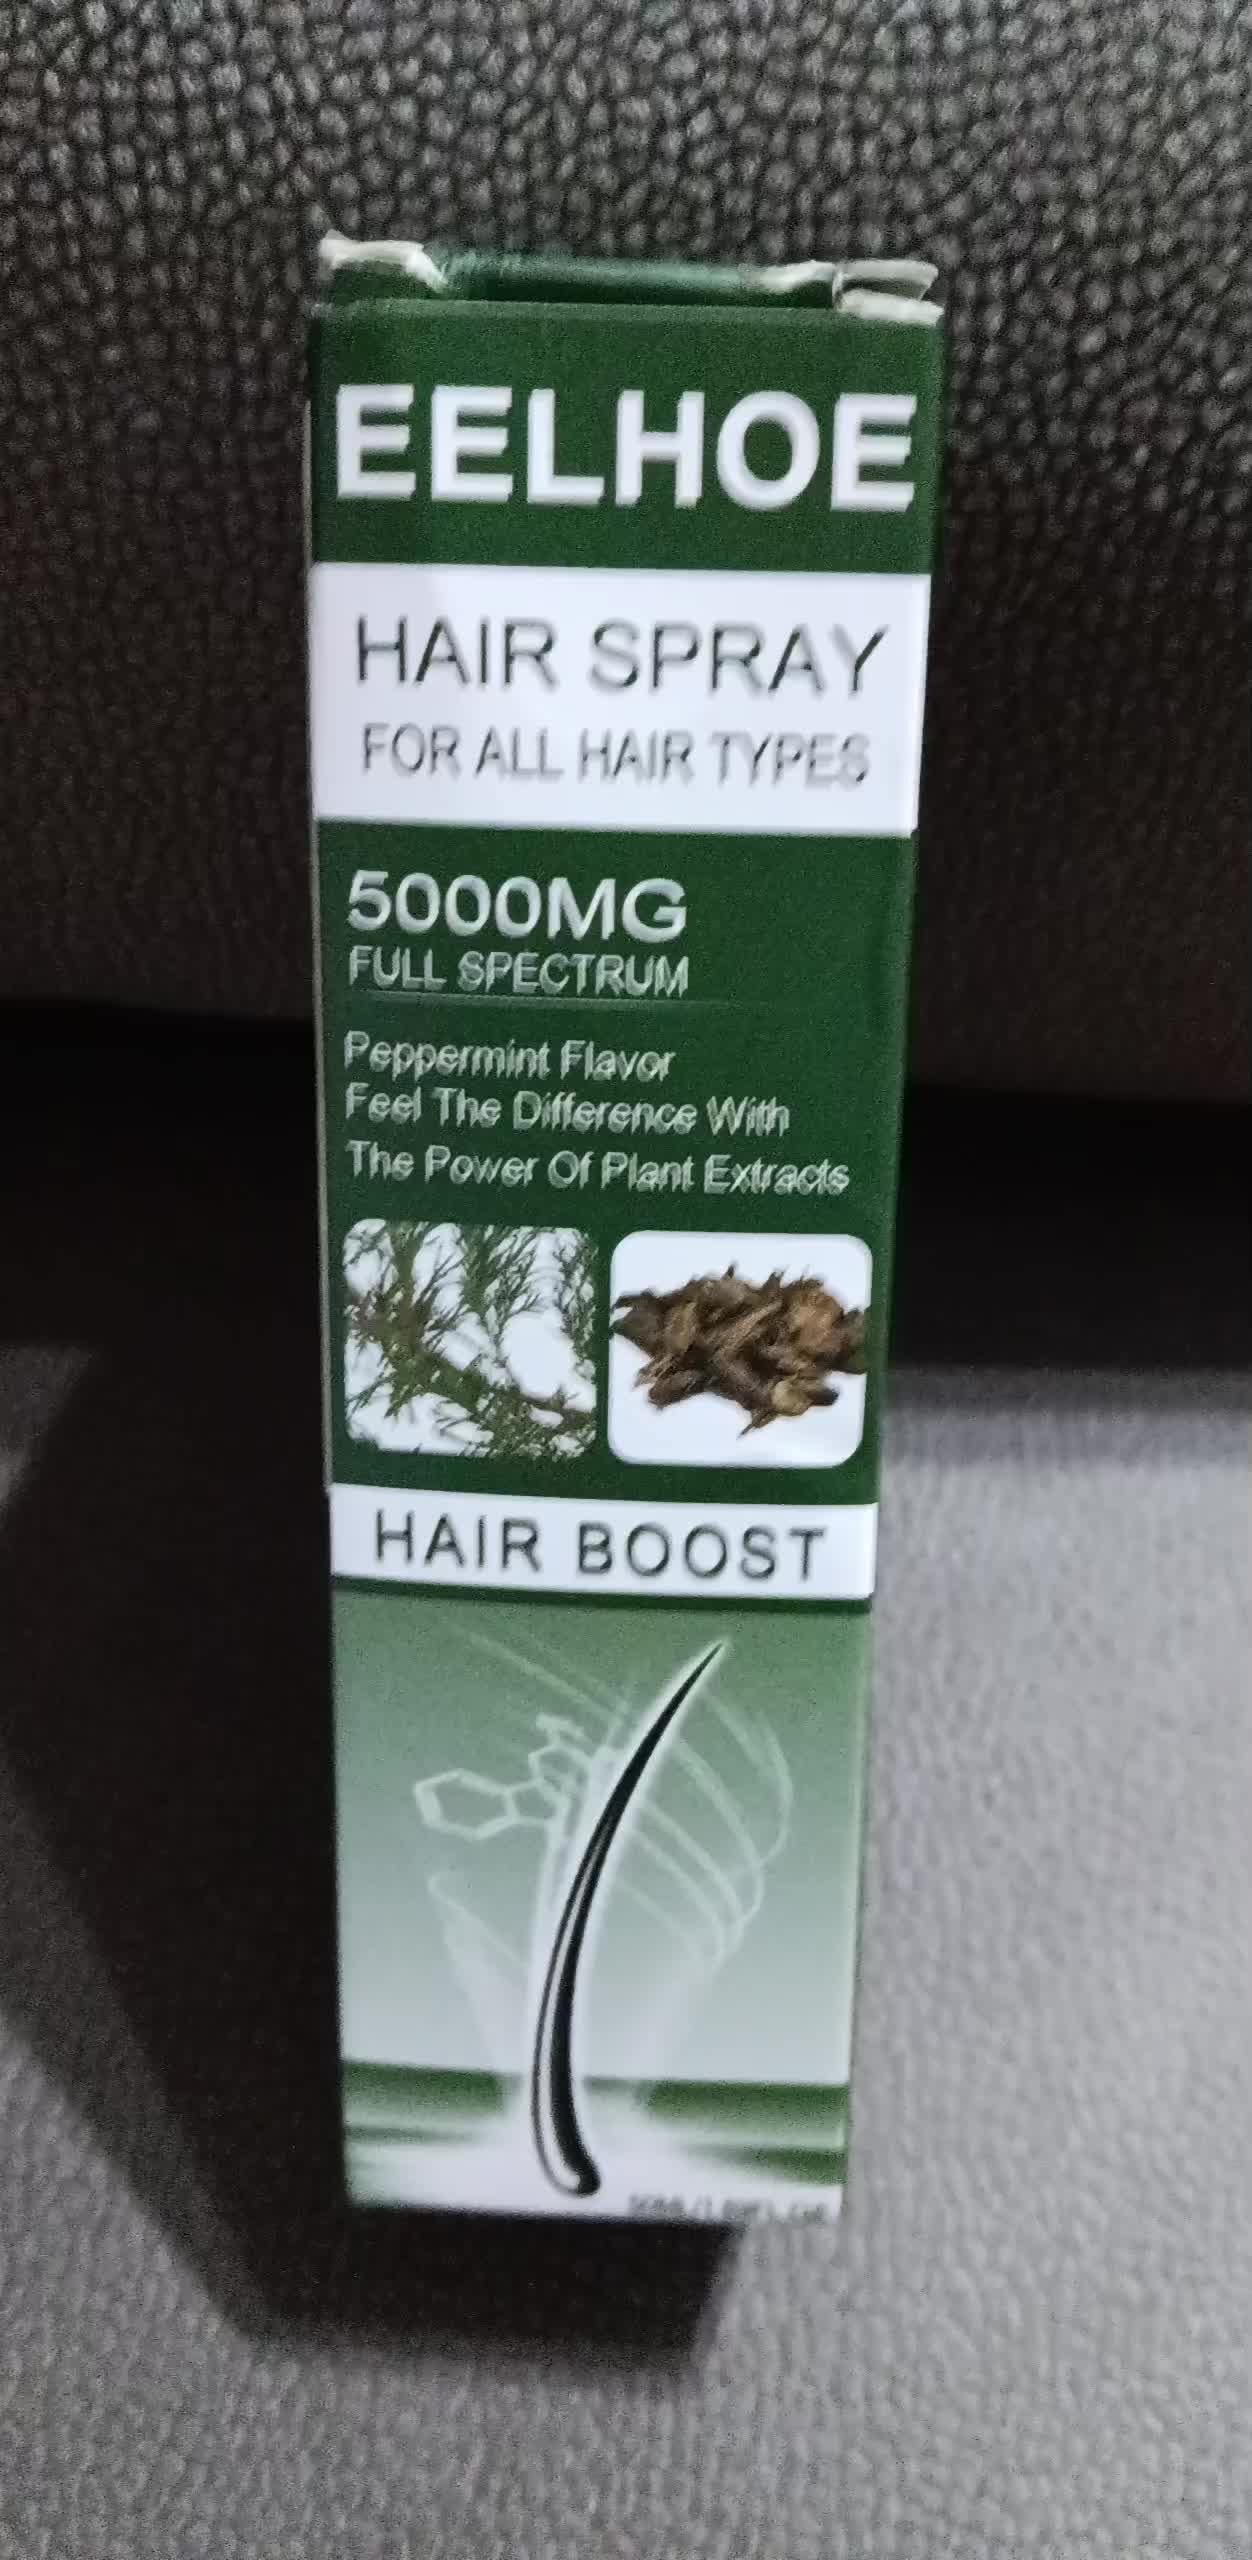 EELHOE
HAIR SPRAY
FOR ALL HAIR TYPES
5000MG
FULL SPECTRUM
Peppermint Flavor
Feel The Difference With
The Power Of Plant Extracts
HAIR BOOST